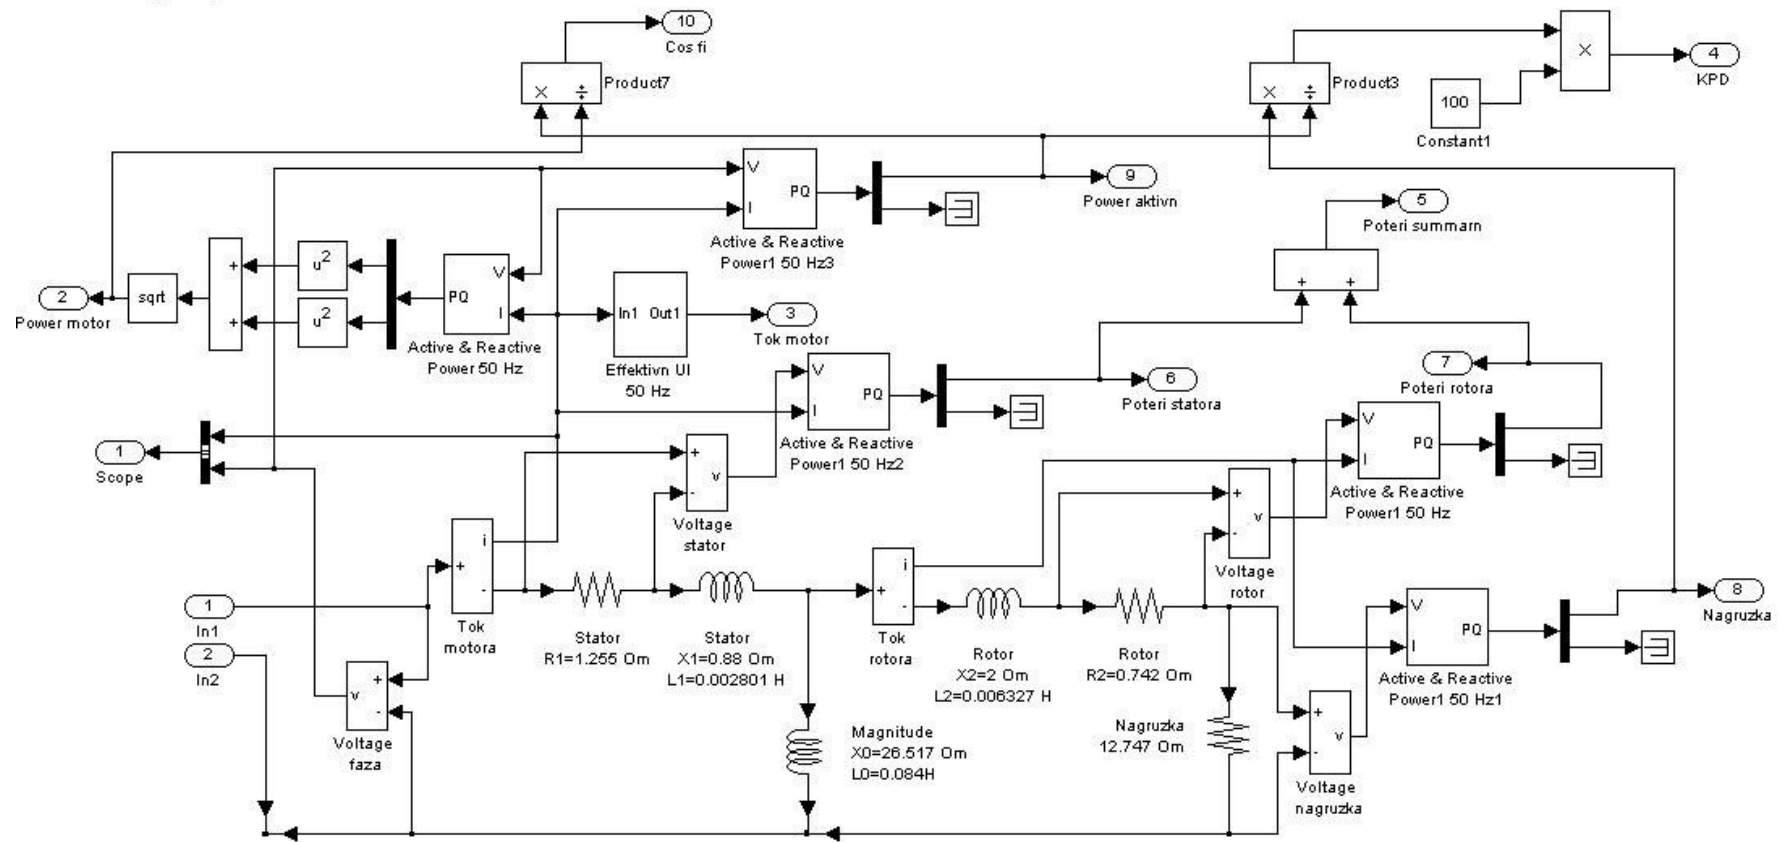 10
Cos fi
× ÷
Product7
× ÷
Product3
×
4
KPD
100
Constant1
V
I
PQ
Active & Reactive
Power1 50 Hz3
9
Power aktivn
5
Poteri summarn
+ +
2
Power motor
sqrt
+
+
u2
u2
PQ
V
I
Active & Reactive
Power 50 Hz
In1 Out1
Effektivn UI
50 Hz
3
Tok motor
V
I
PQ
Active & Reactive
Power1 50 Hz2
6
Poteri statora
7
Poteri rotora
V
I
PQ
Active & Reactive
Power1 50 Hz
1
Scope
+
-
v
Voltage
stator
+
-
v
Voltage
rotor
i
+
-
Tok
motora
i
+
-
Tok
rotora
1
In1
2
In2
Stator
R1=1.255 Om
Stator
X1=0.88 Om
L1=0.002801 H
Rotor
X2=2 Om
L2=0.006327 H
Rotor
R2=0.742 Om
V
I
PQ
Active & Reactive
Power1 50 Hz1
8
Nagruzka
+
-
v
Voltage
faza
Magnitude
X0=26.517 Om
L0=0.084H
Nagruzka
12.747 Om
+
-
v
Voltage
nagruzka